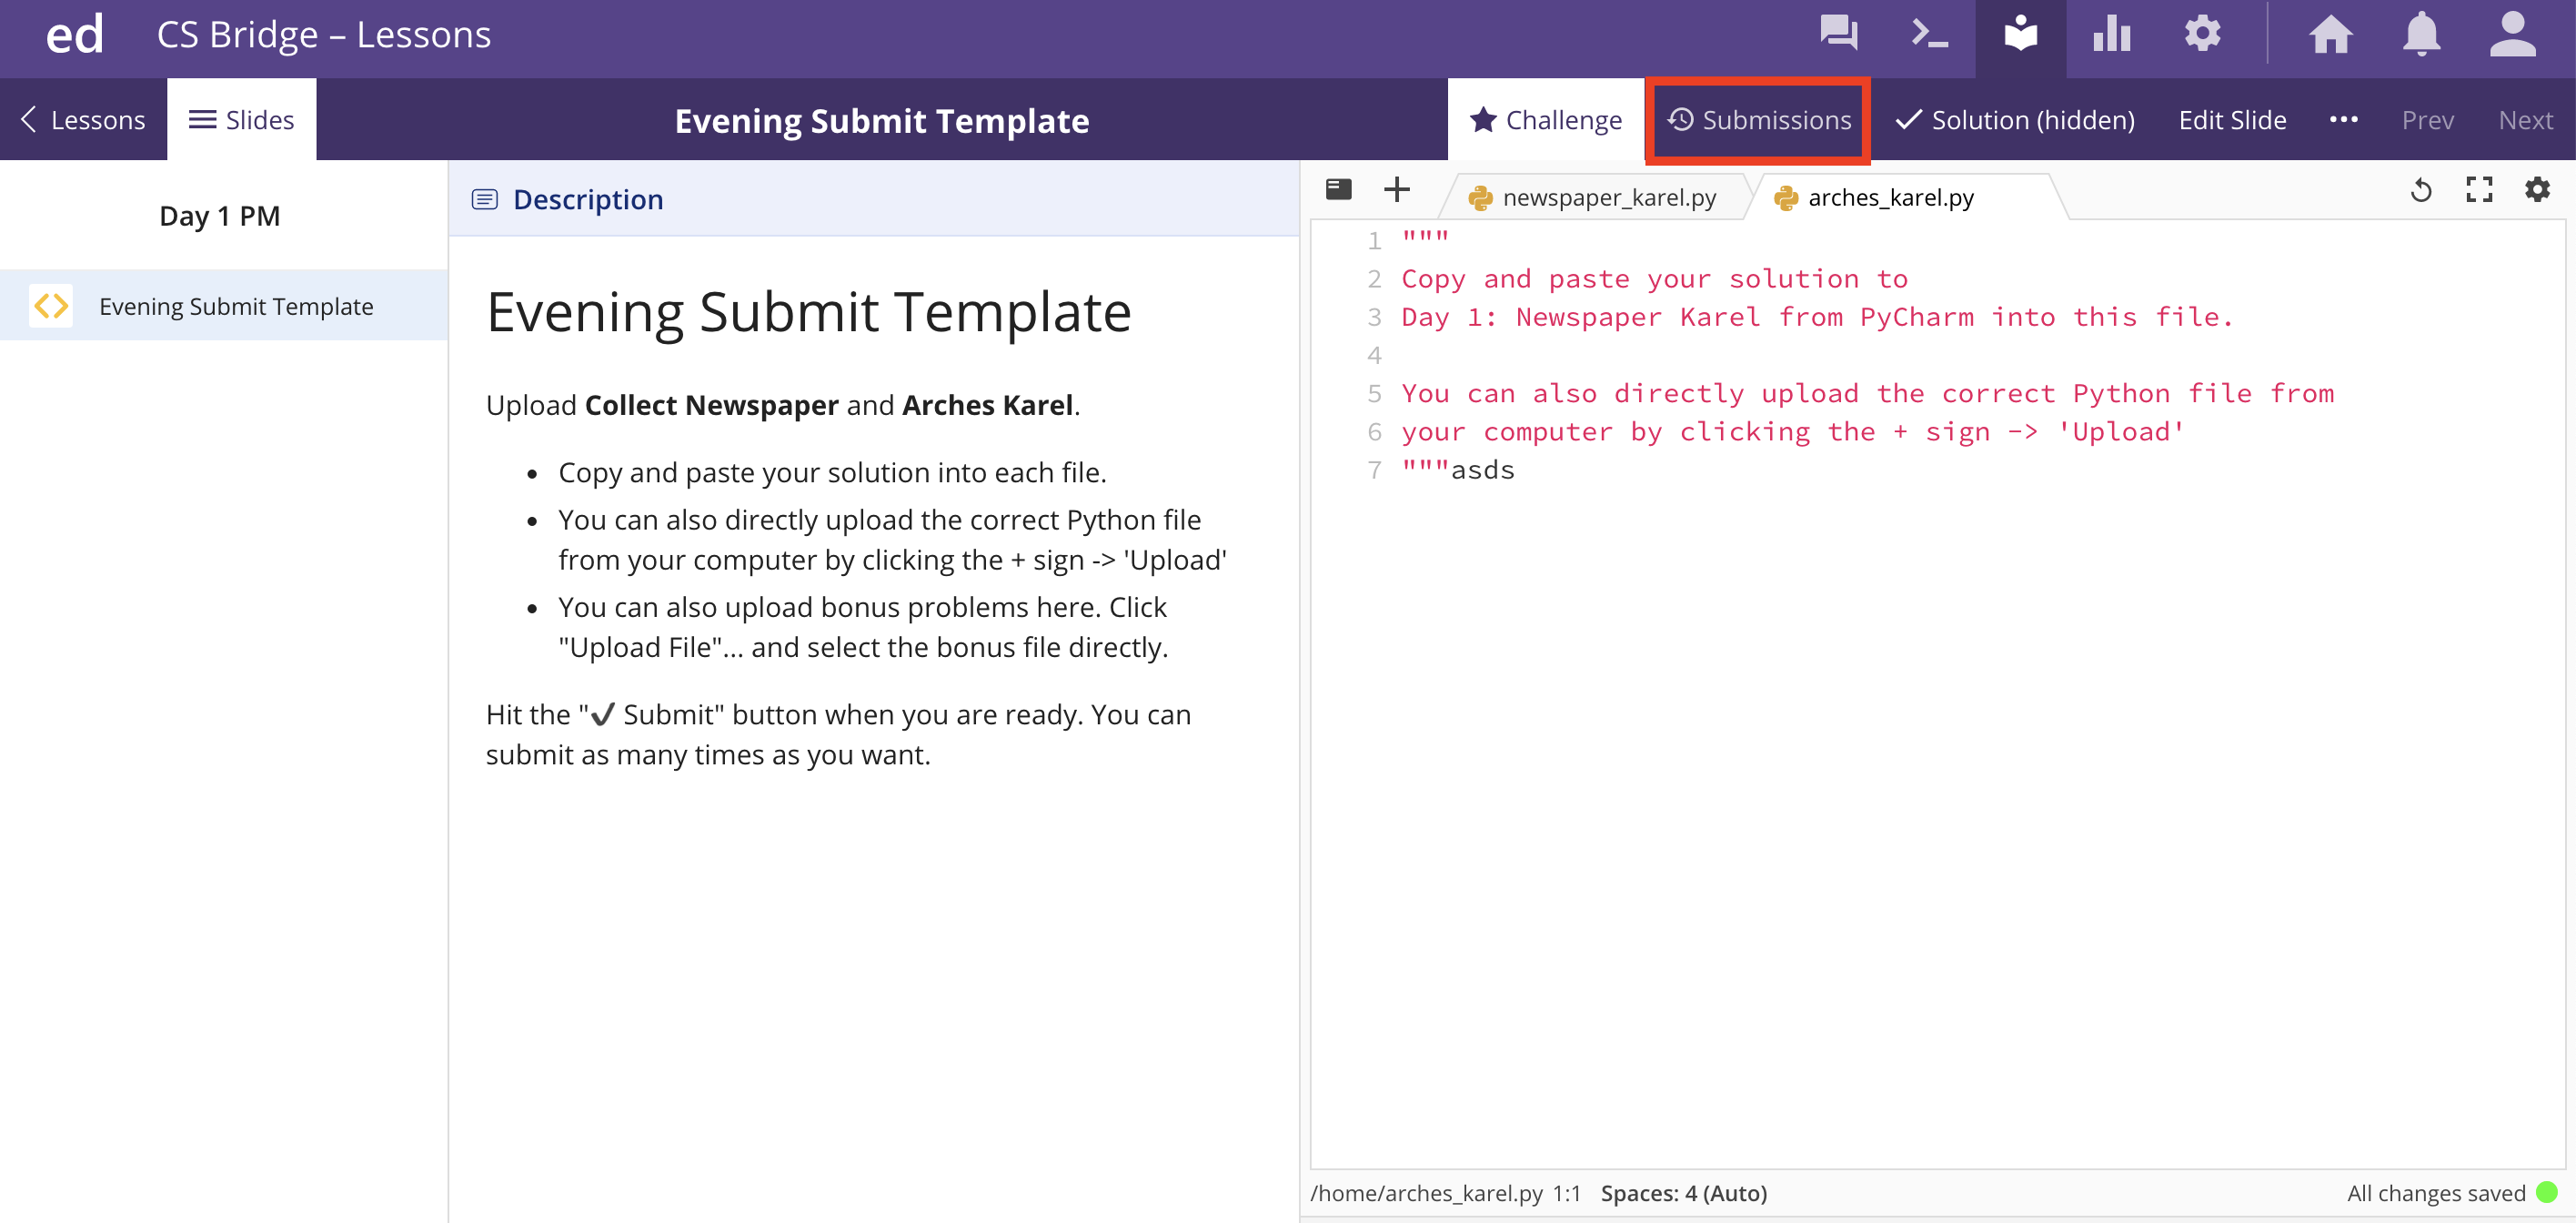 ed CS Bridge – Lessons
Lessons Slides Evening Submit Template Challenge Submissions Solution (hidden) Edit Slide ••• Prev Next
Day 1 PM
Evening Submit Template
Description
Evening Submit Template
Upload Collect Newspaper and Arches Karel.
• Copy and paste your solution into each file.
• You can also directly upload the correct Python file
from your computer by clicking the + sign -> 'Upload'
• You can also upload bonus problems here. Click
"Upload File"... and select the bonus file directly.
Hit the "✔ Submit" button when you are ready. You can
submit as many times as you want.
newspaper_karel.py arches_karel.py
1 """
2 Copy and paste your solution to
3 Day 1: Newspaper Karel from PyCharm into this file.
4
5 You can also directly upload the correct Python file from
6 your computer by clicking the + sign -> 'Upload'
7 """asds
/home/arches_karel.py 1:1 Spaces: 4 (Auto) All changes saved